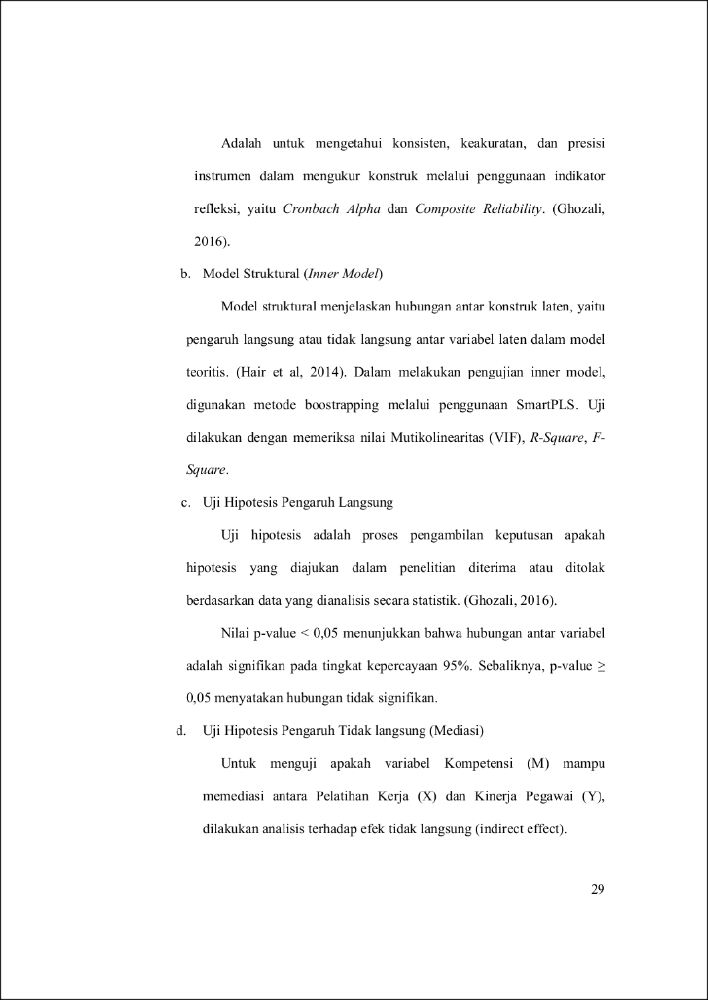 Adalah untuk mengetahui konsisten, keakuratan, dan presisi
instrumen dalam mengukur konstruk melalui penggunaan indikator
refleksi, yaitu Cronbach Alpha dan Composite Reliability. (Ghozali,
2016).
b. Model Struktural (Inner Model)
Model struktural menjelaskan hubungan antar konstruk laten, yaitu
pengaruh langsung atau tidak langsung antar variabel laten dalam model
teoritis. (Hair et al, 2014). Dalam melakukan pengujian inner model,
digunakan metode boostrapping melalui penggunaan SmartPLS. Uji
dilakukan dengan memeriksa nilai Mutikolinearitas (VIF), R-Square, F-
Square.
c. Uji Hipotesis Pengaruh Langsung
Uji hipotesis adalah proses pengambilan keputusan apakah
hipotesis yang diajukan dalam penelitian diterima atau ditolak
berdasarkan data yang dianalisis secara statistik. (Ghozali, 2016).
Nilai p-value < 0,05 menunjukkan bahwa hubungan antar variabel
adalah signifikan pada tingkat kepercayaan 95%. Sebaliknya, p-value ≥
0,05 menyatakan hubungan tidak signifikan.
d. Uji Hipotesis Pengaruh Tidak langsung (Mediasi)
Untuk menguji apakah variabel Kompetensi (M) mampu
memediasi antara Pelatihan Kerja (X) dan Kinerja Pegawai (Y),
dilakukan analisis terhadap efek tidak langsung (indirect effect).
29